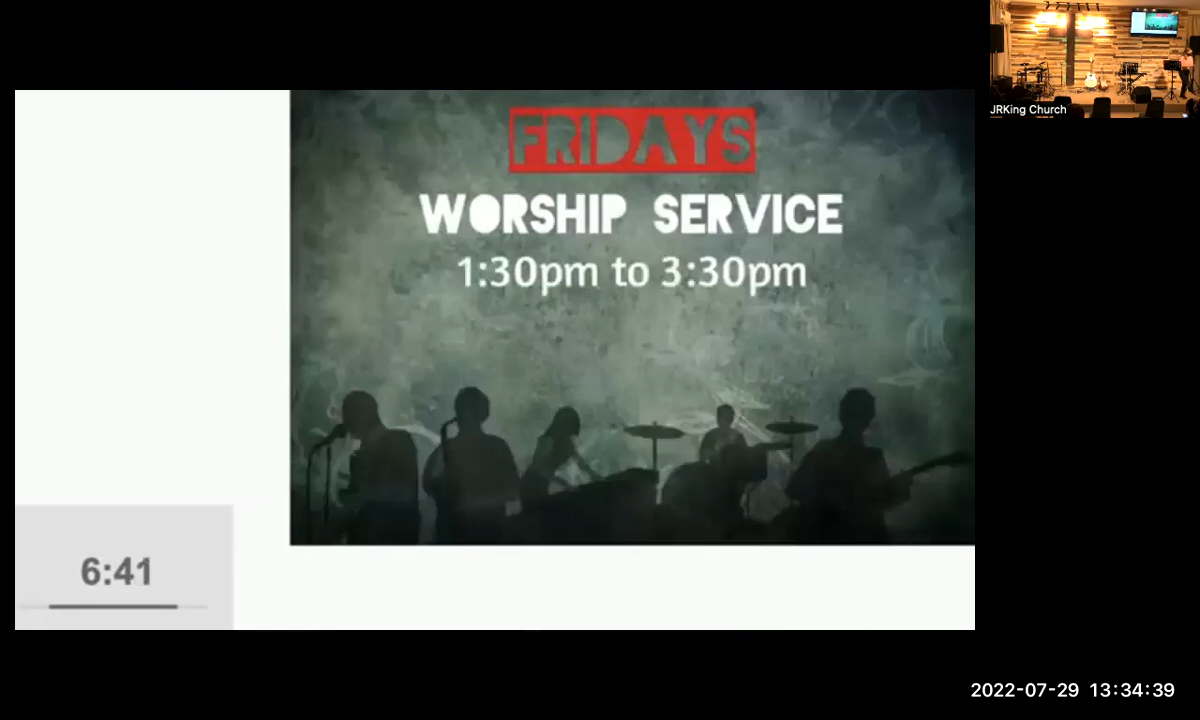 FRIDAYS
WORSHIP SERVICE
1:30pm to 3:30pm
6:41
JRKing Church
2022-07-29 13:34:39